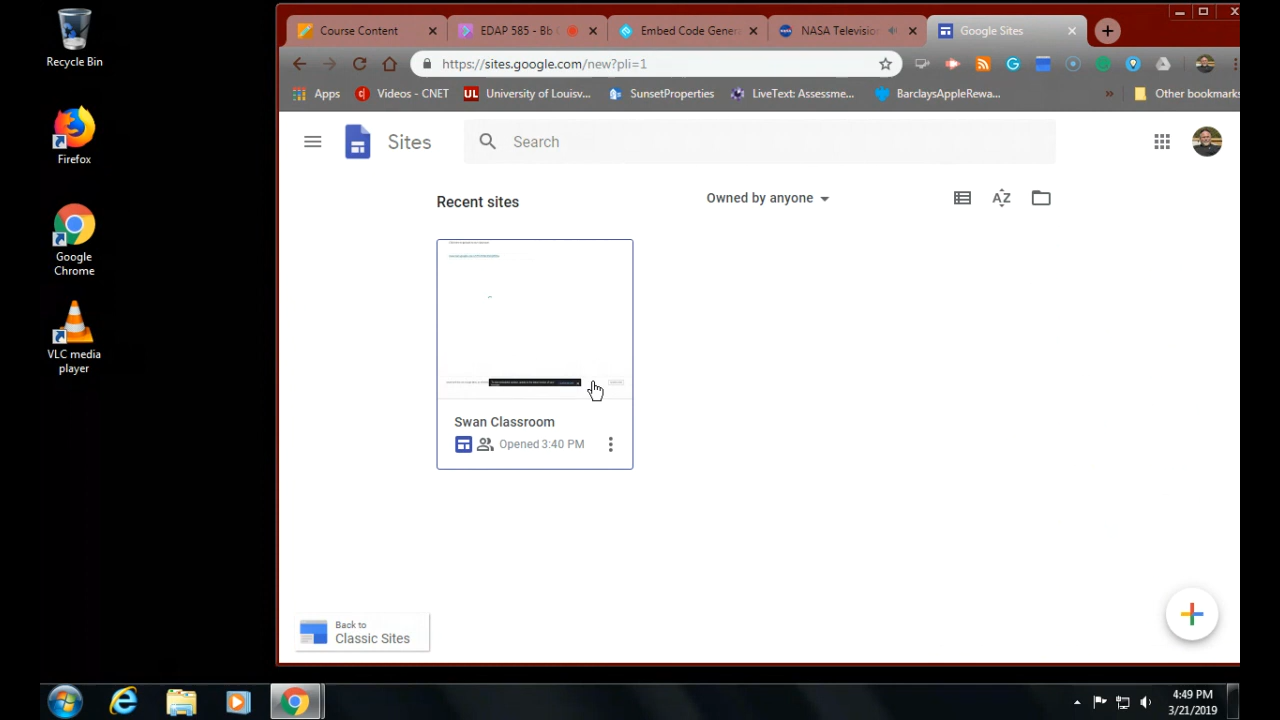 Recycle Bin
Firefox
Google
Chrome
VLC media
player
Course Content
EDAP 585 - Bb C
Embed Code Gener
NASA Televisio
Google Sites
https://sites.google.com/new?pli=1
Apps
Videos - CNET
University of Louisv...
SunsetProperties
LiveText: Assessme...
BarclaysAppleRewa...
»
Other bookmarks
Sites
Search
Recent sites
Owned by anyone
AZ
Swan Classroom
Opened 3:40 PM
Back to
Classic Sites
4:49 PM
3/21/2019